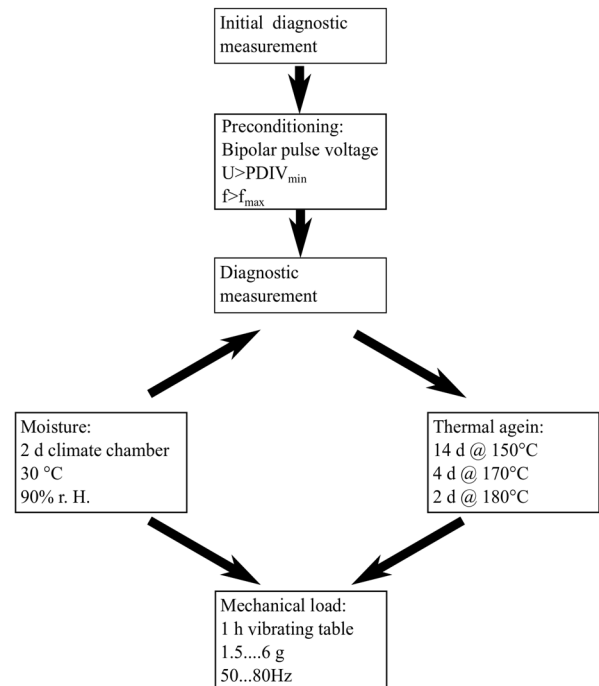 Initial diagnostic
measurement
Preconditioning:
Bipolar pulse voltage
U>PDIVmin
f>fmax
Diagnostic
measurement
Moisture:
2 d climate chamber
30 °C
90% r. H.
Thermal agein:
14 d @ 150°C
4 d @ 170°C
2 d @ 180°C
Mechanical load:
1 h vibrating table
1.5....6 g
50...80Hz